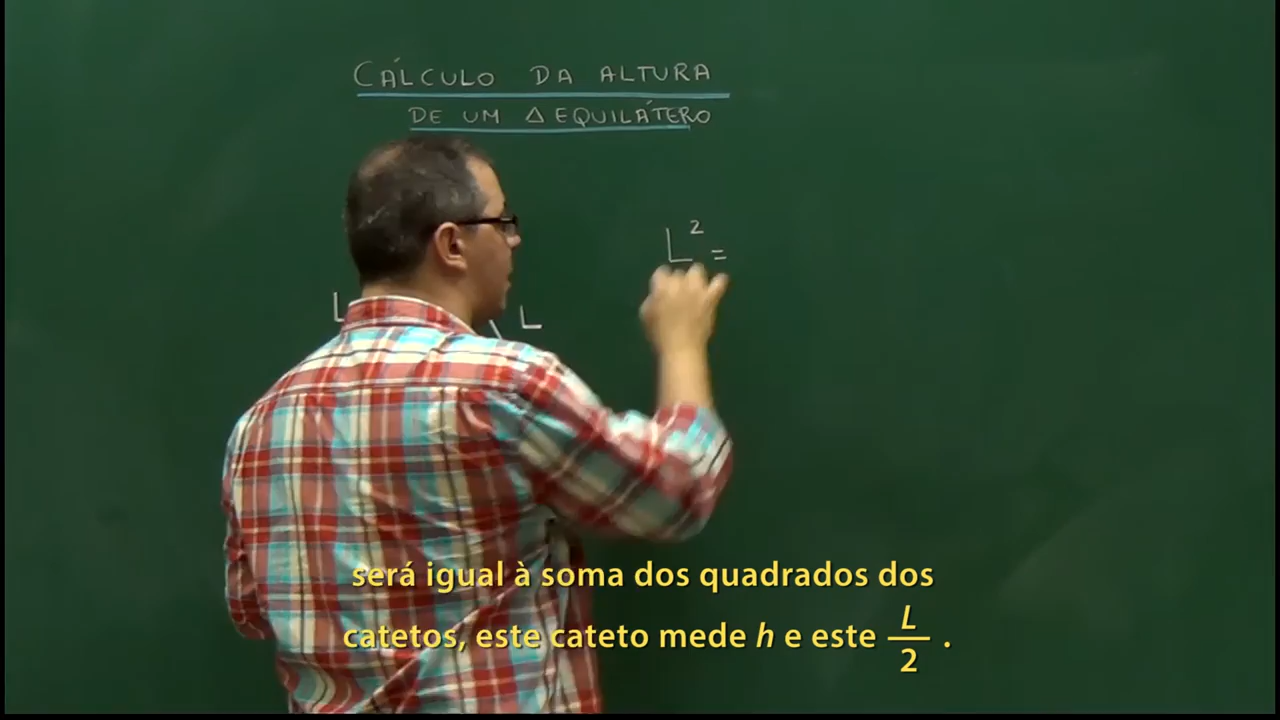 CÁLCULO DA ALTURA
DE UM Δ EQUILÁTERO
L² =
L L
será igual à soma dos quadrados dos
catetos, este cateto mede h e este L/2 .